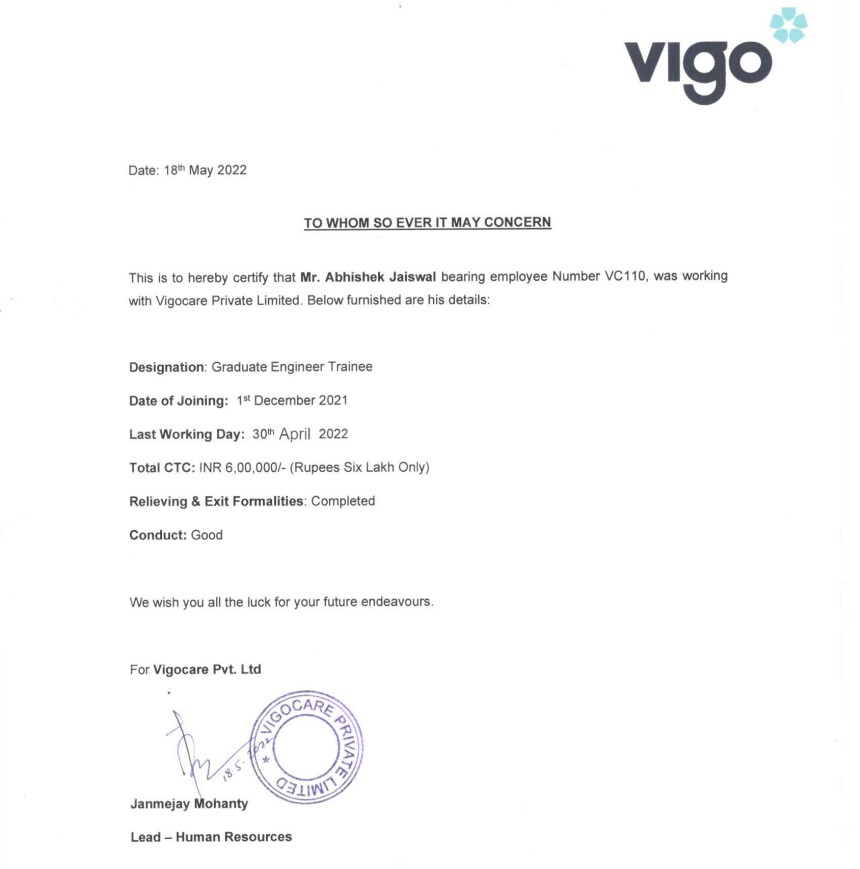 vigo
Date: 18th May 2022
TO WHOM SO EVER IT MAY CONCERN
This is to hereby certify that Mr. Abhishek Jaiswal bearing employee Number VC110, was working
with Vigocare Private Limited. Below furnished are his details:
Designation: Graduate Engineer Trainee
Date of Joining: 1st December 2021
Last Working Day: 30th April 2022
Total CTC: INR 6,00,000/- (Rupees Six Lakh Only)
Relieving & Exit Formalities: Completed
Conduct: Good
We wish you all the luck for your future endeavours.
For Vigocare Pvt. Ltd
VIGOCARE PRIVATE LIMITED *
18.5.2022
Janmejay Mohanty
Lead – Human Resources